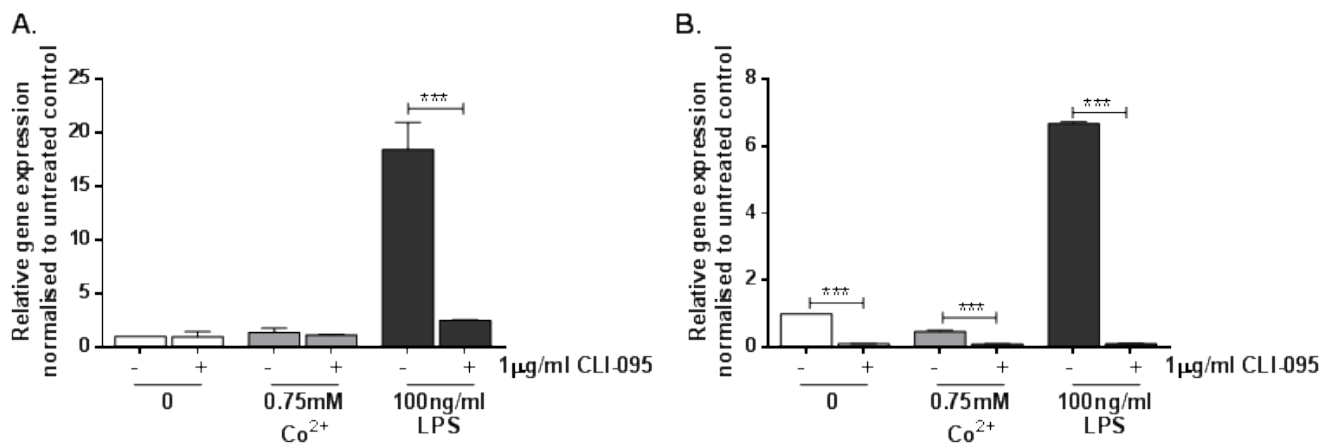 A.
Relative gene expression
normalised to untreated control
25
20
15
10
5
0
***
- + - + - + 1µg/ml CLI-095
0 0.75mM 100ng/ml
Co²⁺ LPS
B.
Relative gene expression
normalised to untreated control
8
6
4
2
0
***
***
***
- + - + - + 1µg/ml CLI-095
0 0.75mM 100ng/ml
Co²⁺ LPS